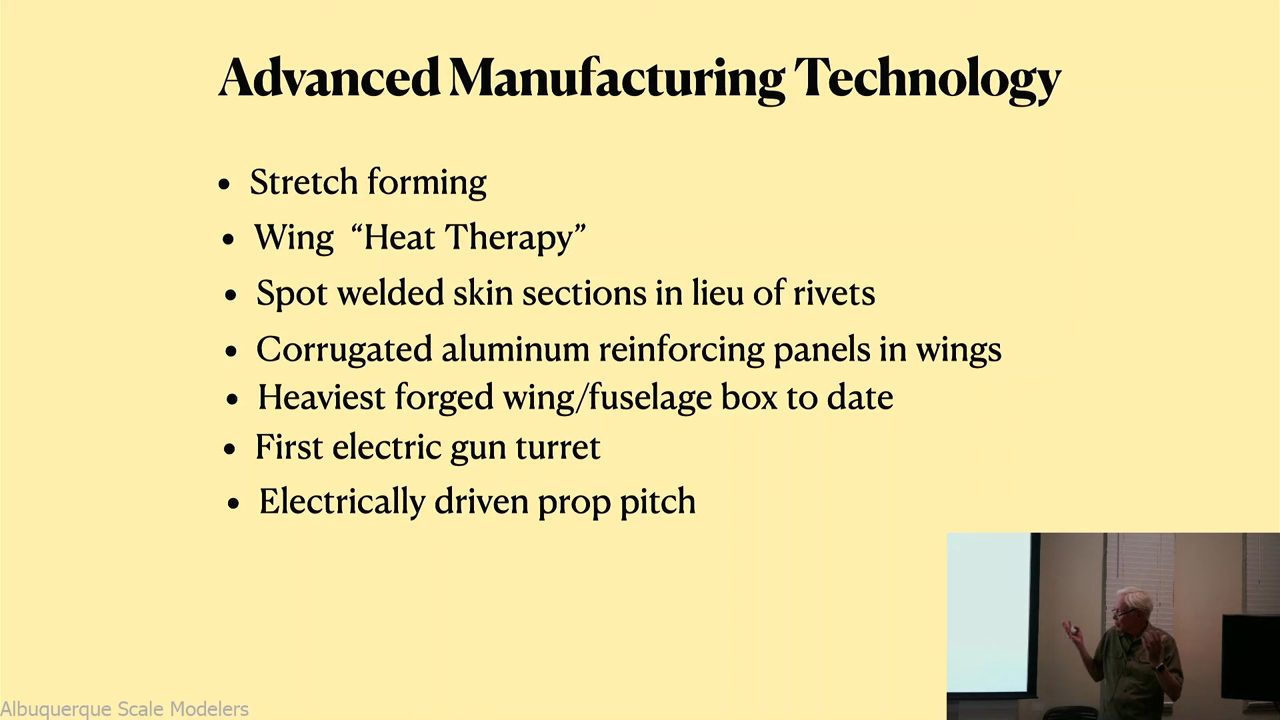 Advanced Manufacturing Technology
• Stretch forming
• Wing “Heat Therapy”
• Spot welded skin sections in lieu of rivets
• Corrugated aluminum reinforcing panels in wings
• Heaviest forged wing/fuselage box to date
• First electric gun turret
• Electrically driven prop pitch
Albuquerque Scale Modelers